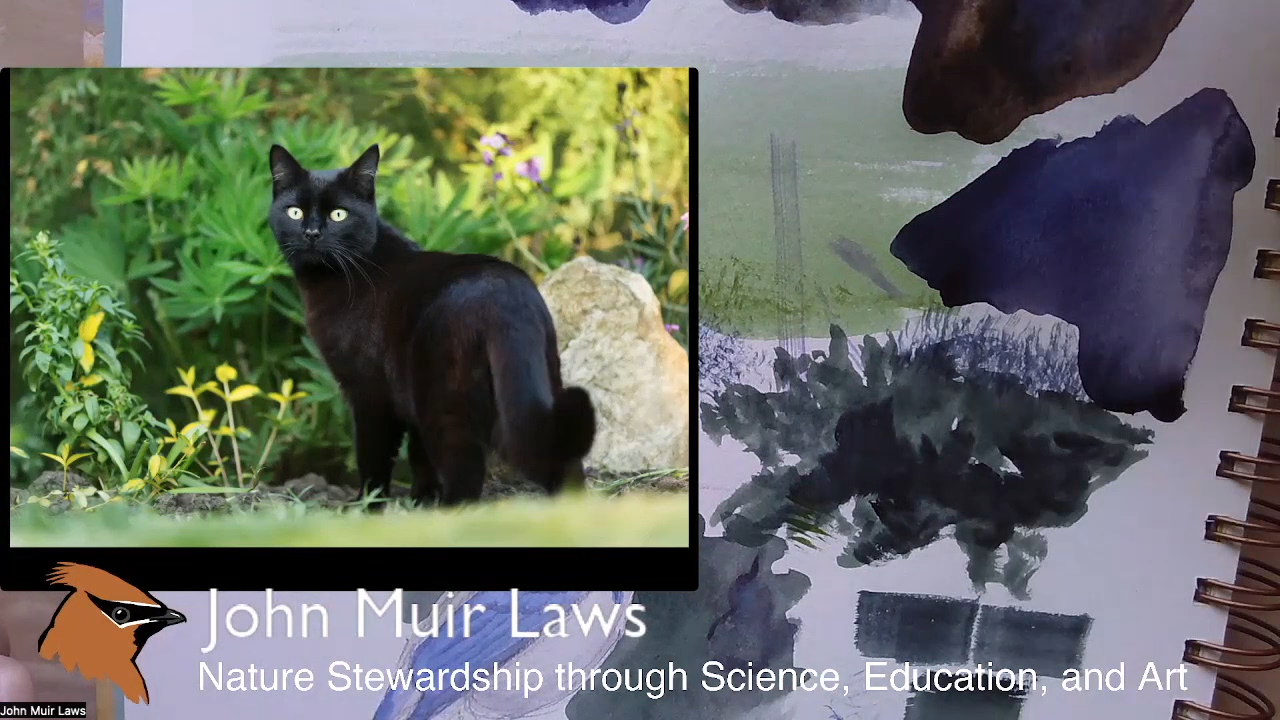 John Muir Laws
Nature Stewardship through Science, Education, and Art
John Muir Laws